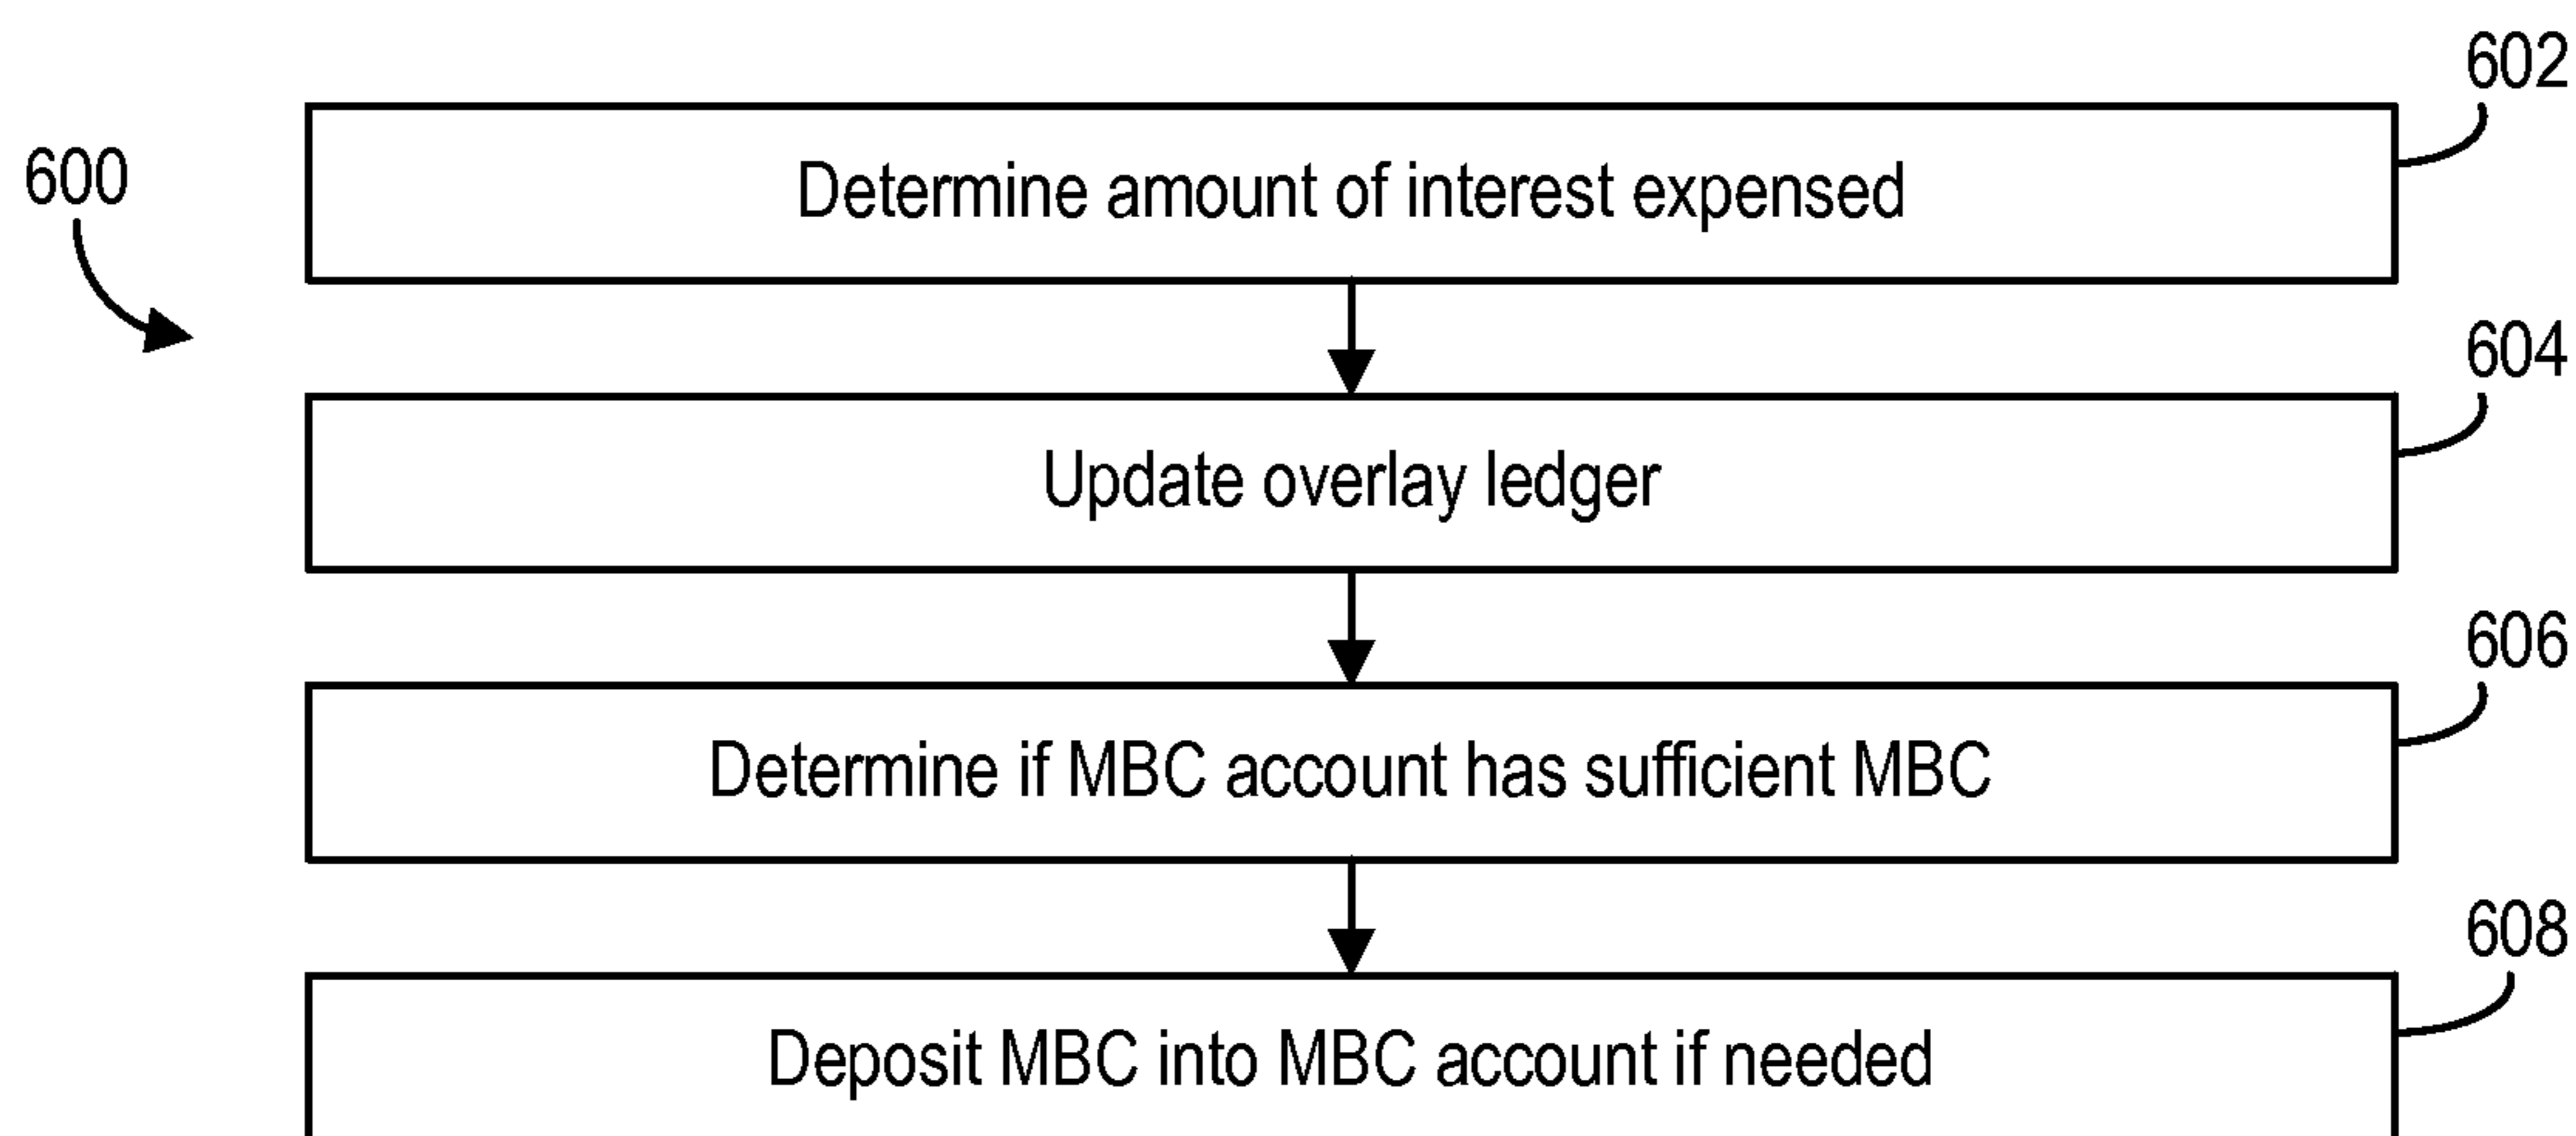 602
600
Determine amount of interest expensed
604
Update overlay ledger
606
Determine if MBC account has sufficient MBC
608
Deposit MBC into MBC account if needed